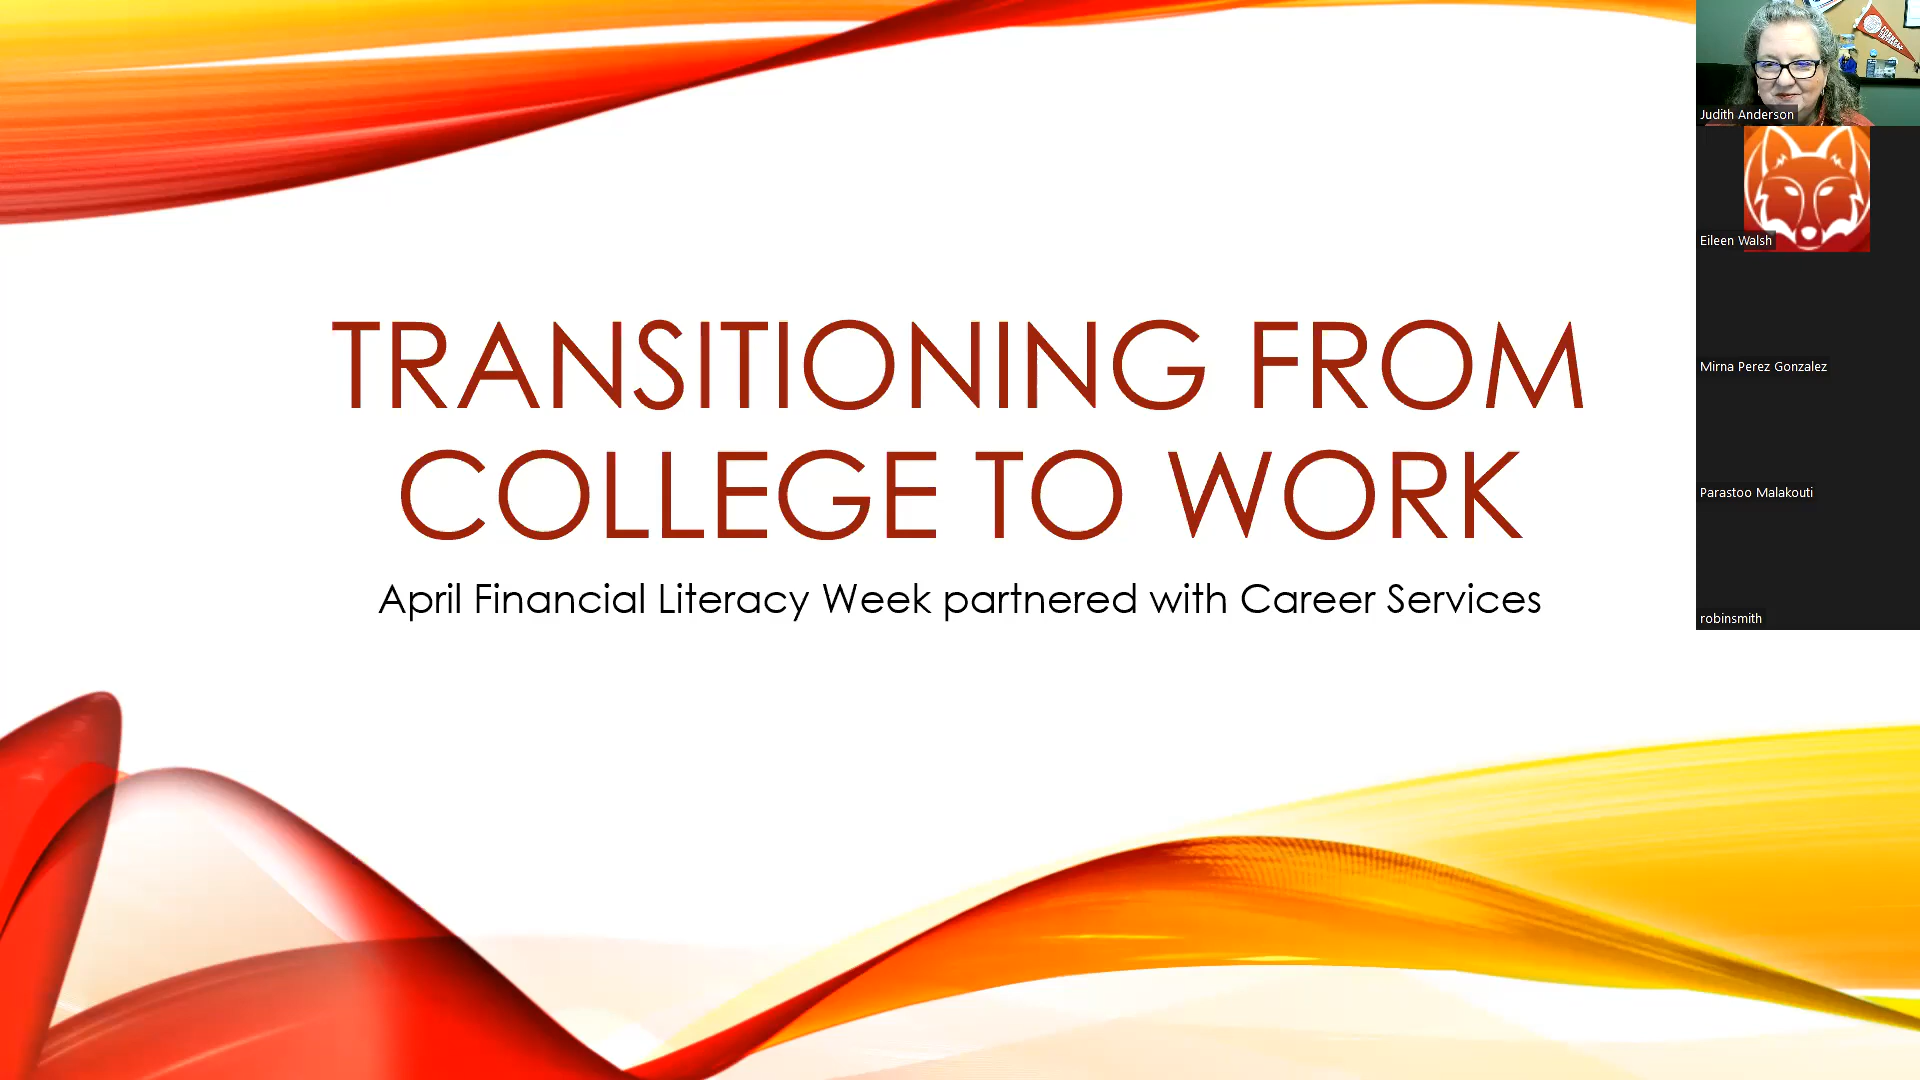 TRANSITIONING FROM
COLLEGE TO WORK
April Financial Literacy Week partnered with Career Services
Judith Anderson
Eileen Walsh
Mirna Perez Gonzalez
Parastoo Malakouti
robinsmith